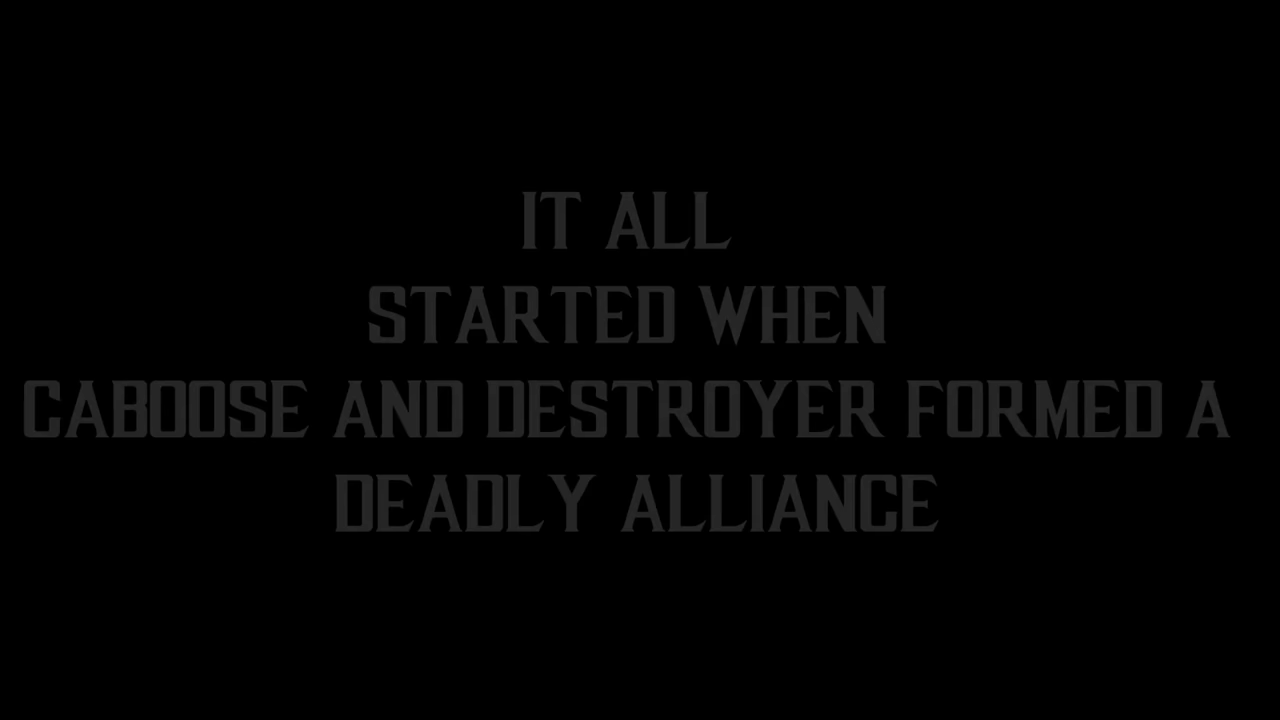 IT ALL
STARTED WHEN
CABOOSE AND DESTROYER FORMED A
DEADLY ALLIANCE